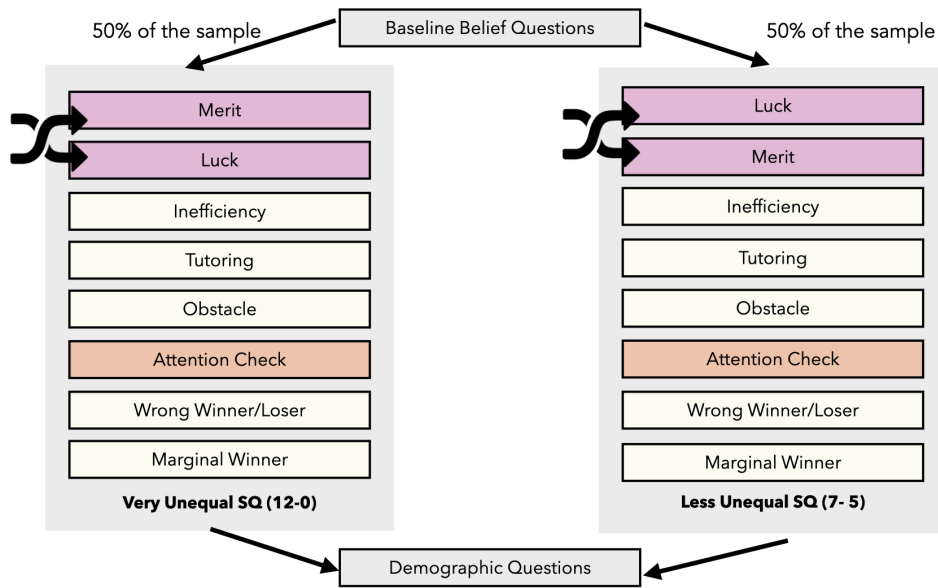 Baseline Belief Questions
50% of the sample
50% of the sample
Merit
Luck
Inefficiency
Tutoring
Obstacle
Attention Check
Wrong Winner/Loser
Marginal Winner
Very Unequal SQ (12-0)
Luck
Merit
Inefficiency
Tutoring
Obstacle
Attention Check
Wrong Winner/Loser
Marginal Winner
Less Unequal SQ (7- 5)
Demographic Questions